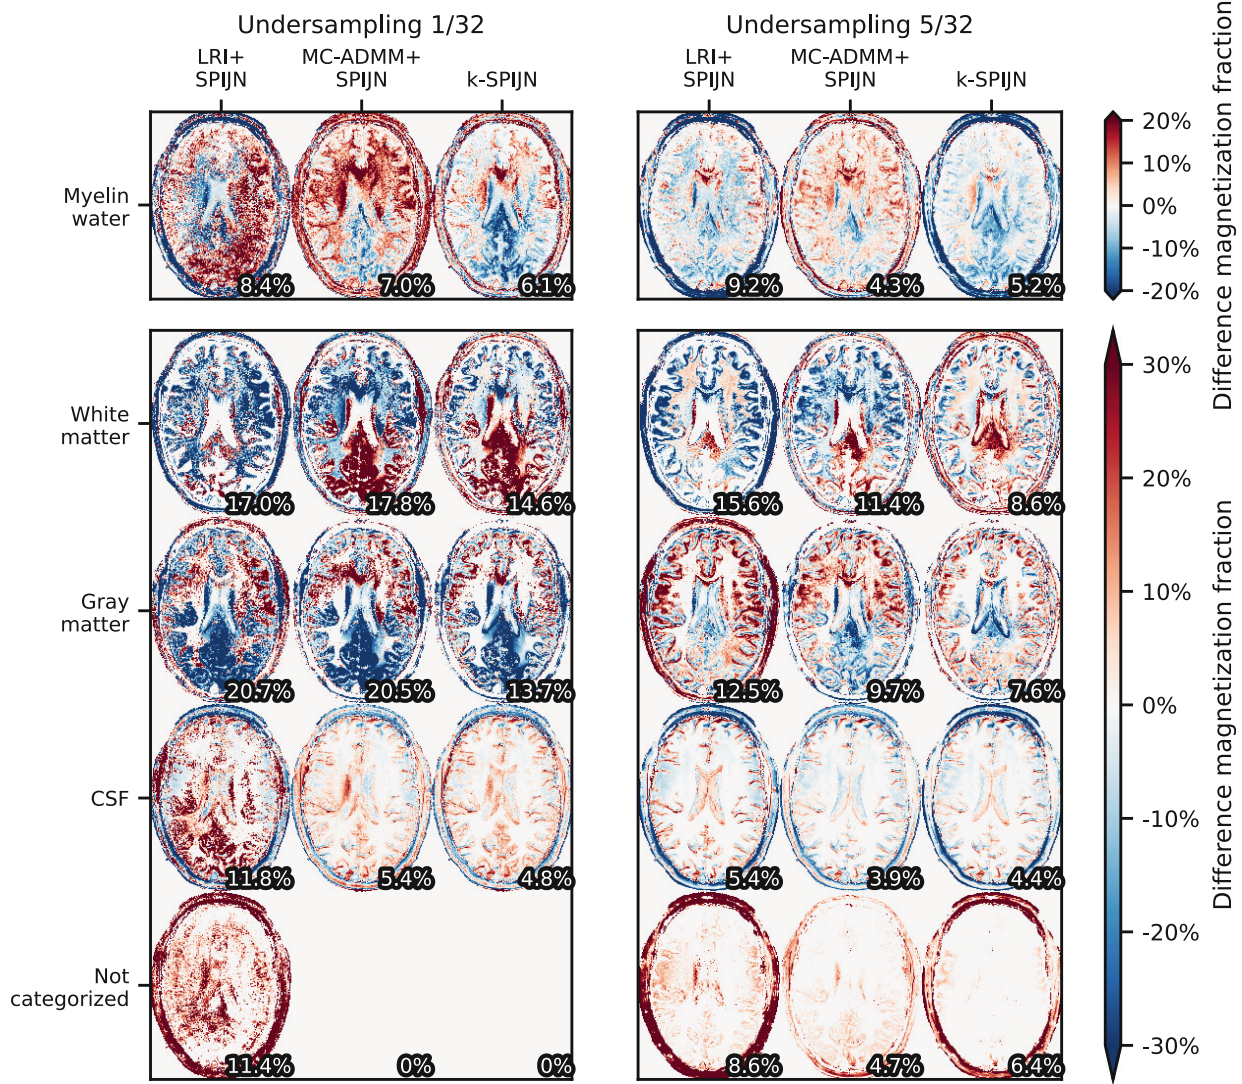 Undersampling 1/32
Undersampling 5/32
LRI+
SPIJN
MC-ADMM+
SPIJN
k-SPIJN
LRI+
SPIJN
MC-ADMM+
SPIJN
k-SPIJN
Myelin
water
8.4%
7.0%
6.1%
9.2%
4.3%
5.2%
20%
10%
0%
-10%
-20%
Difference magnetization fraction
White
matter
17.0%
17.8%
14.6%
15.6%
11.4%
8.6%
Gray
matter
20.7%
20.5%
13.7%
12.5%
9.7%
7.6%
CSF
11.8%
5.4%
4.8%
5.4%
3.9%
4.4%
Not
categorized
11.4%
0%
0%
8.6%
4.7%
6.4%
30%
20%
10%
0%
-10%
-20%
-30%
Difference magnetization fraction